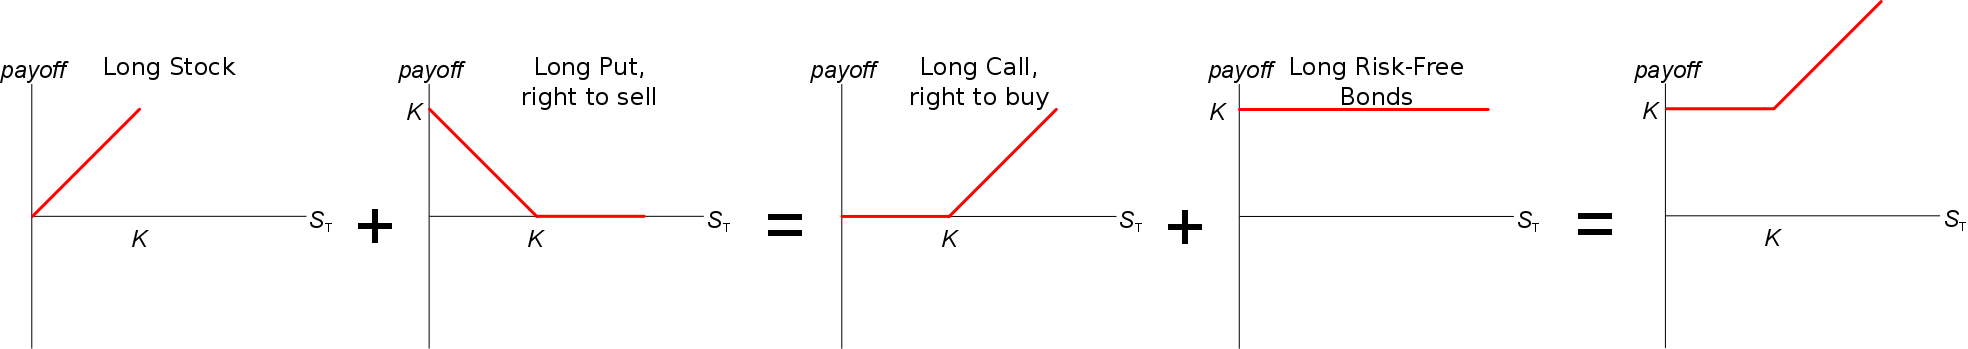 payoff
Long Stock
K
S_T
+
payoff
Long Put,
right to sell
K
K
S_T
=
payoff
Long Call,
right to buy
K
S_T
+
payoff
Long Risk-Free
Bonds
K
S_T
=
payoff
K
K
S_T